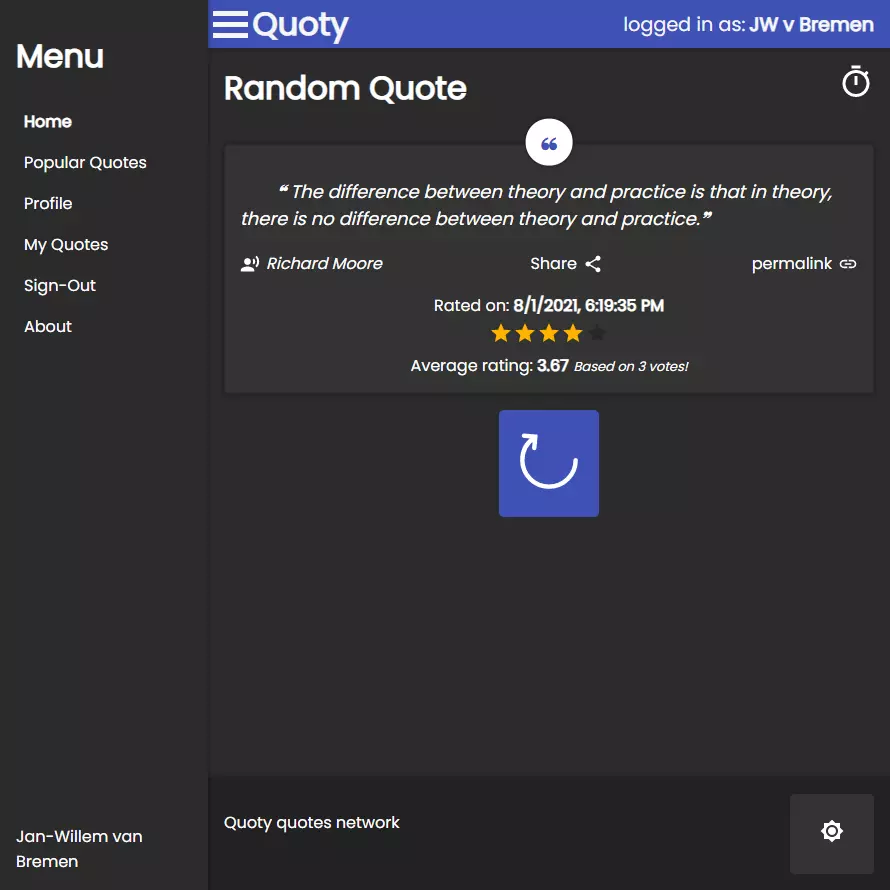 Menu
Home
Popular Quotes
Profile
My Quotes
Sign-Out
About
Jan-Willem van
Bremen
Quoty
logged in as: JW v Bremen
Random Quote
❝ The difference between theory and practice is that in theory,
there is no difference between theory and practice.❞
Richard Moore
Share
permalink
Rated on: 8/1/2021, 6:19:35 PM
Average rating: 3.67 Based on 3 votes!
Quoty quotes network